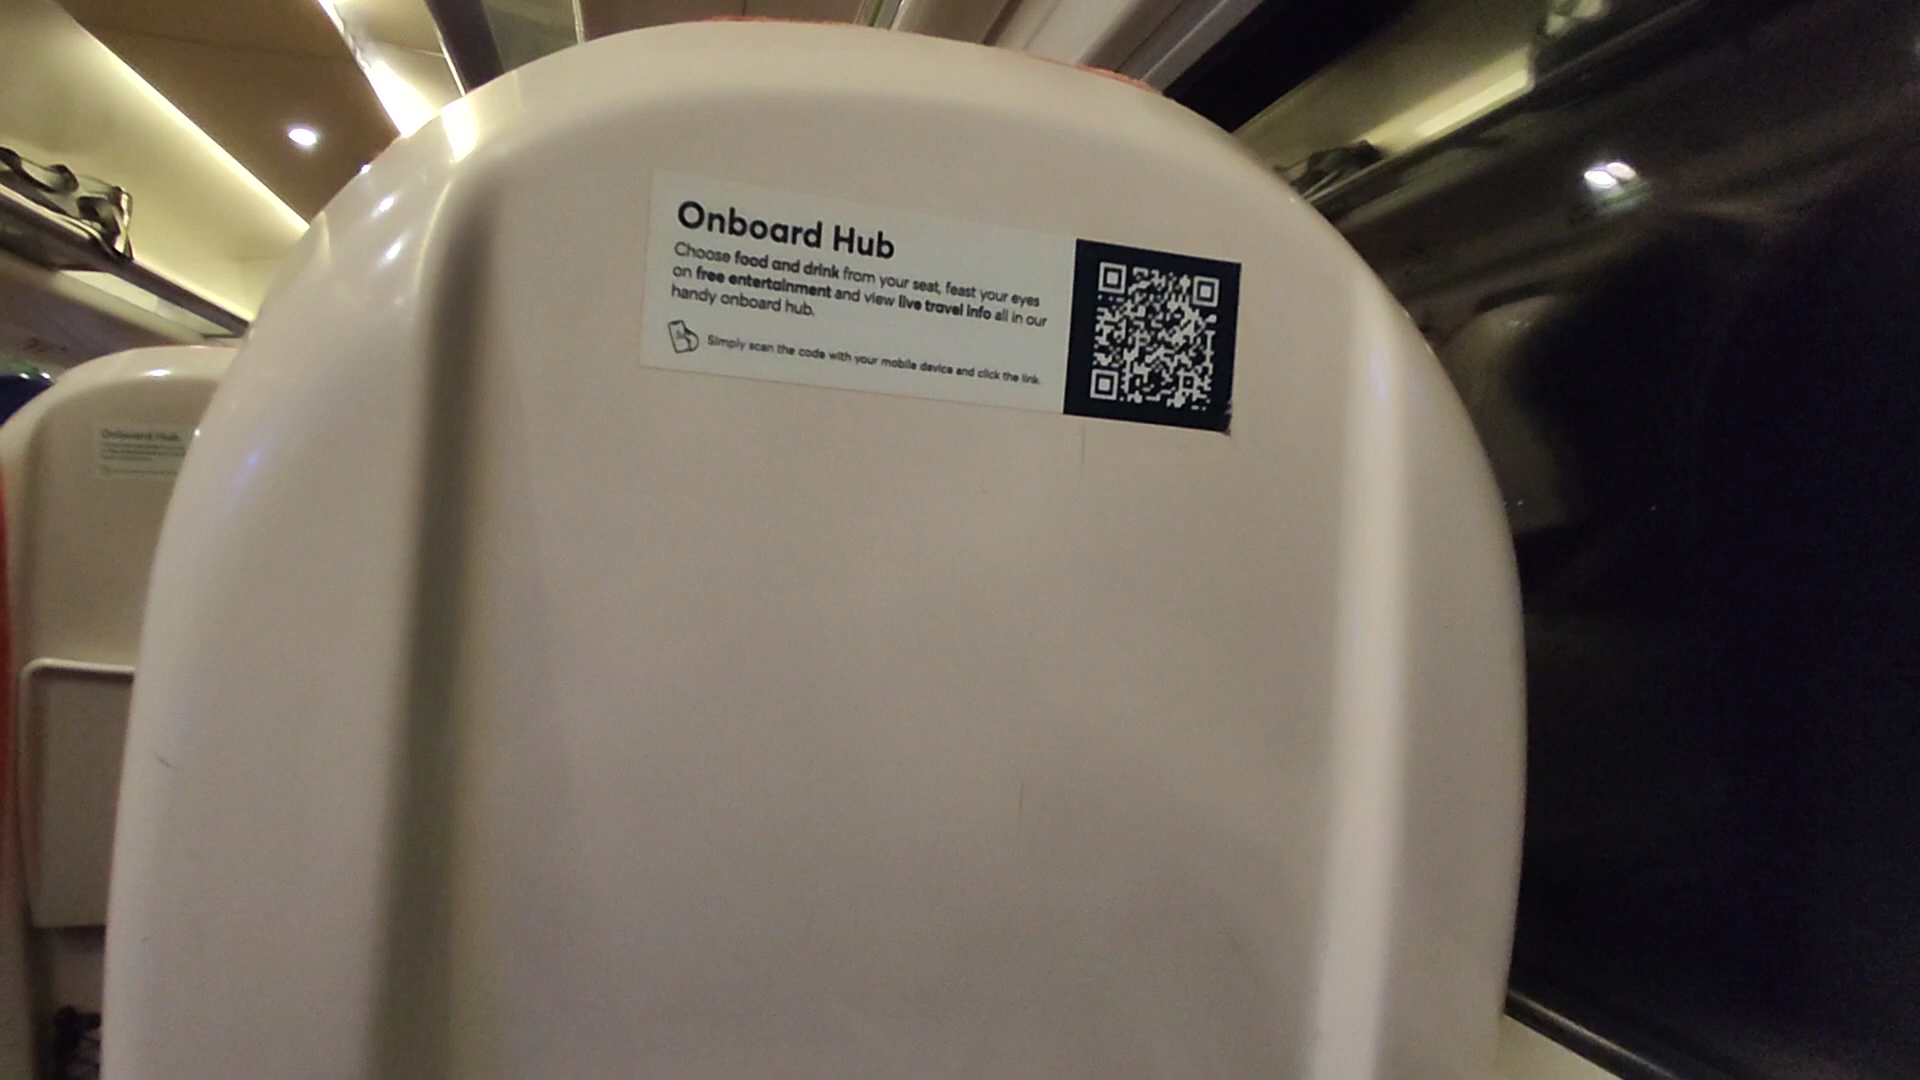 Onboard Hub
Choose food and drink from your seat, feast your eyes
on free entertainment and view live travel info all in our
handy onboard hub.
Simply scan the code with your mobile device and click the link.
Onboard Hub